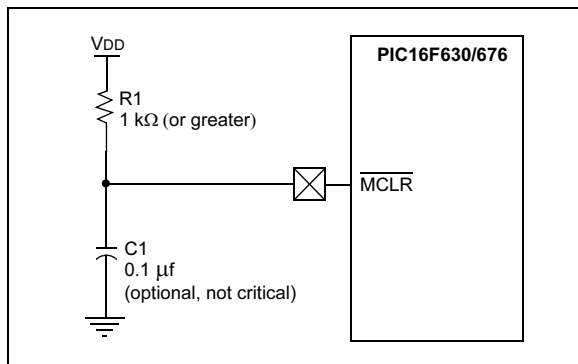 VDD
PIC16F630/676
R1
1 kΩ (or greater)
MCLR
C1
0.1 µf
(optional, not critical)